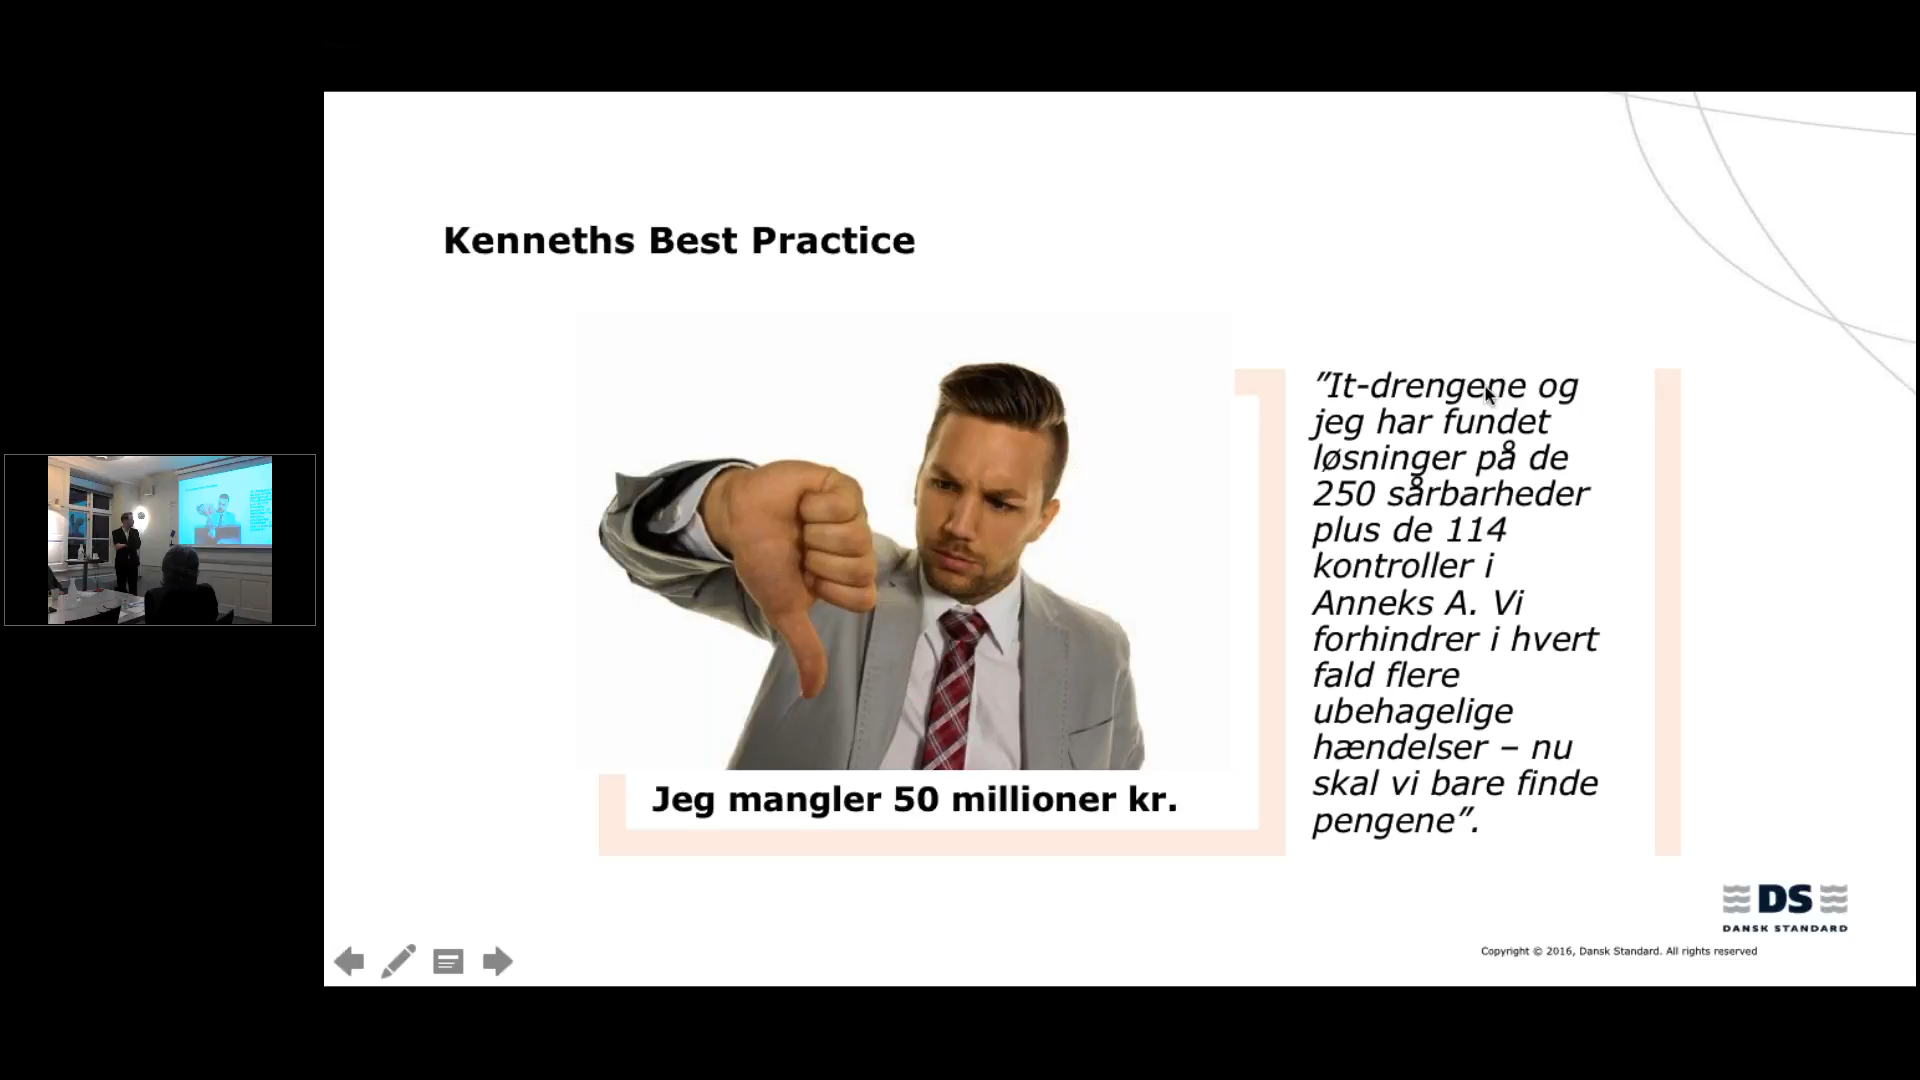 Kenneths Best Practice
Jeg mangler 50 millioner kr.
”It-drengene og
jeg har fundet
løsninger på de
250 sårbarheder
plus de 114
kontroller i
Anneks A. Vi
forhindrer i hvert
fald flere
ubehagelige
hændelser – nu
skal vi bare finde
pengene”.
DS
DANSK STANDARD
Copyright © 2016, Dansk Standard. All rights reserved